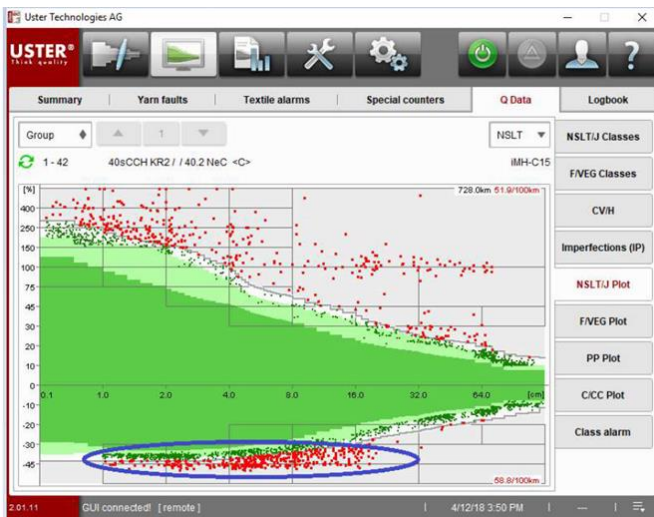 Uster Technologies AG
USTER®
Think quality
?
Summary Yarn faults Textile alarms Special counters Q Data Logbook
Group 1 NSLT
1 - 42 40sCCH KR2 / / 40.2 NeC <C> iMH-C15
[%] 728.0km 51.9/100km
400
250
150
100
75
45
30
20
10
0
0.1 1.0 2.0 4.0 8.0 16.0 32.0 64.0 [cm]
-10
-20
-30
-45
58.8/100km
NSLT/J Classes
F/VEG Classes
CV/H
Imperfections (IP)
NSLT/J Plot
F/VEG Plot
PP Plot
C/CC Plot
Class alarm
2.01.11 GUI connected! [ remote ] 4/12/18 3:50 PM ---